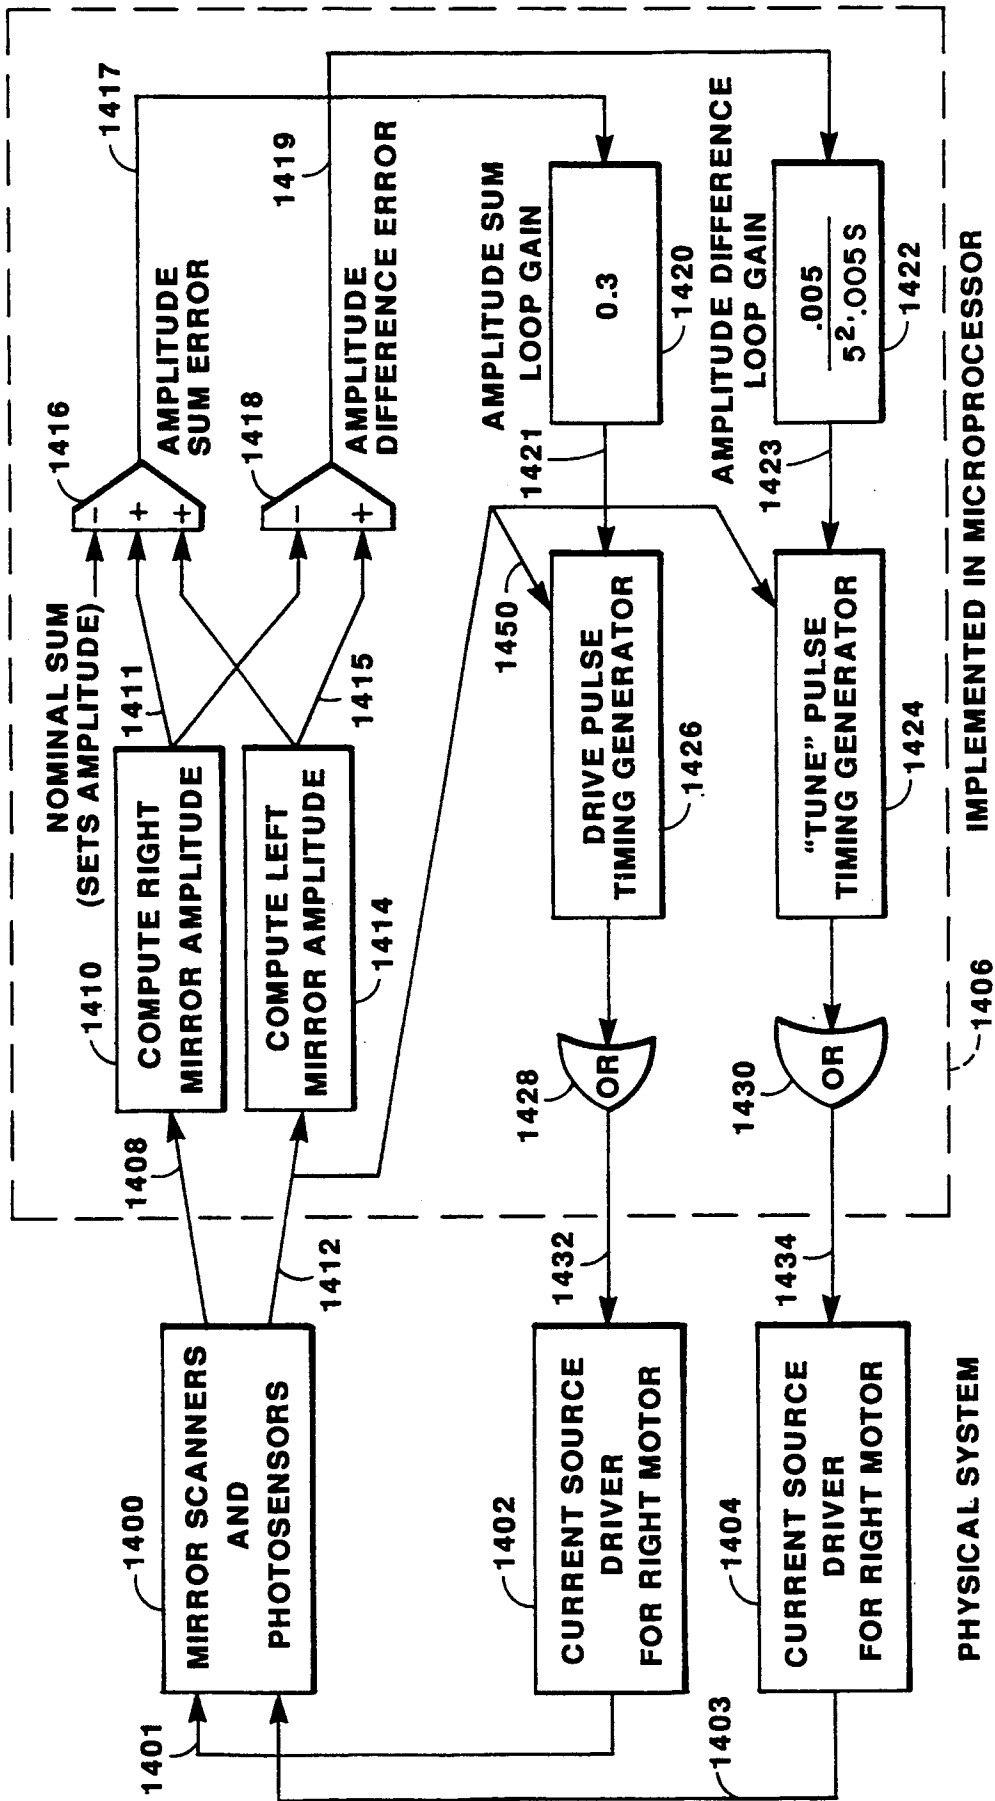 1400
MIRROR SCANNERS
AND
PHOTOSENSORS
1401
1402
CURRENT SOURCE
DRIVER
FOR RIGHT MOTOR
1404
CURRENT SOURCE
DRIVER
FOR RIGHT MOTOR
1403
PHYSICAL SYSTEM
1408
1412
1432
1434
1410
COMPUTE RIGHT
MIRROR AMPLITUDE
COMPUTE LEFT
MIRROR AMPLITUDE
1414
NOMINAL SUM
(SETS AMPLITUDE)
1411
1415
1416
-
+
+
AMPLITUDE
SUM ERROR
1417
1418
-
+
AMPLITUDE
DIFFERENCE ERROR
1419
AMPLITUDE SUM
LOOP GAIN
0.3
1420
1421
AMPLITUDE DIFFERENCE
LOOP GAIN
.005
5²'.005S
1422
1423
1450
DRIVE PULSE
TIMING GENERATOR
1426
"TUNE" PULSE
TIMING GENERATOR
1424
OR
1428
OR
1430
1406
IMPLEMENTED IN MICROPROCESSOR